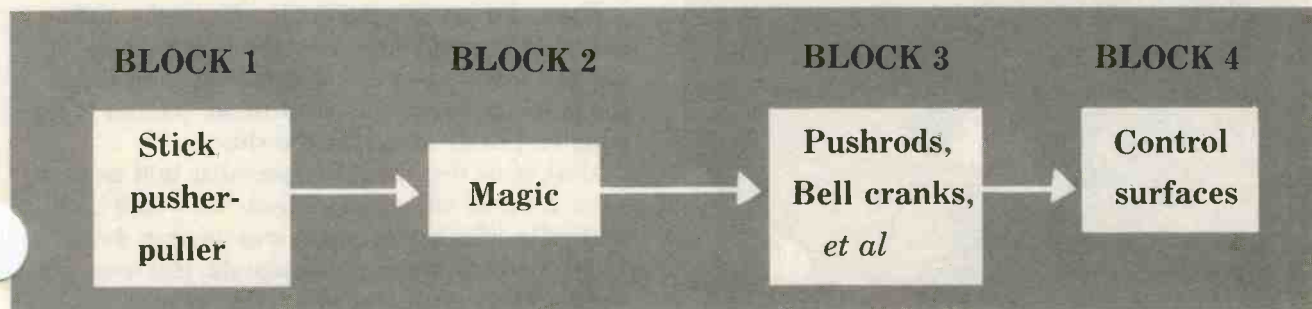 BLOCK 1
BLOCK 2
BLOCK 3
BLOCK 4
Stick
pusher-
puller
Magic
Pushrods,
Bell cranks,
et al
Control
surfaces